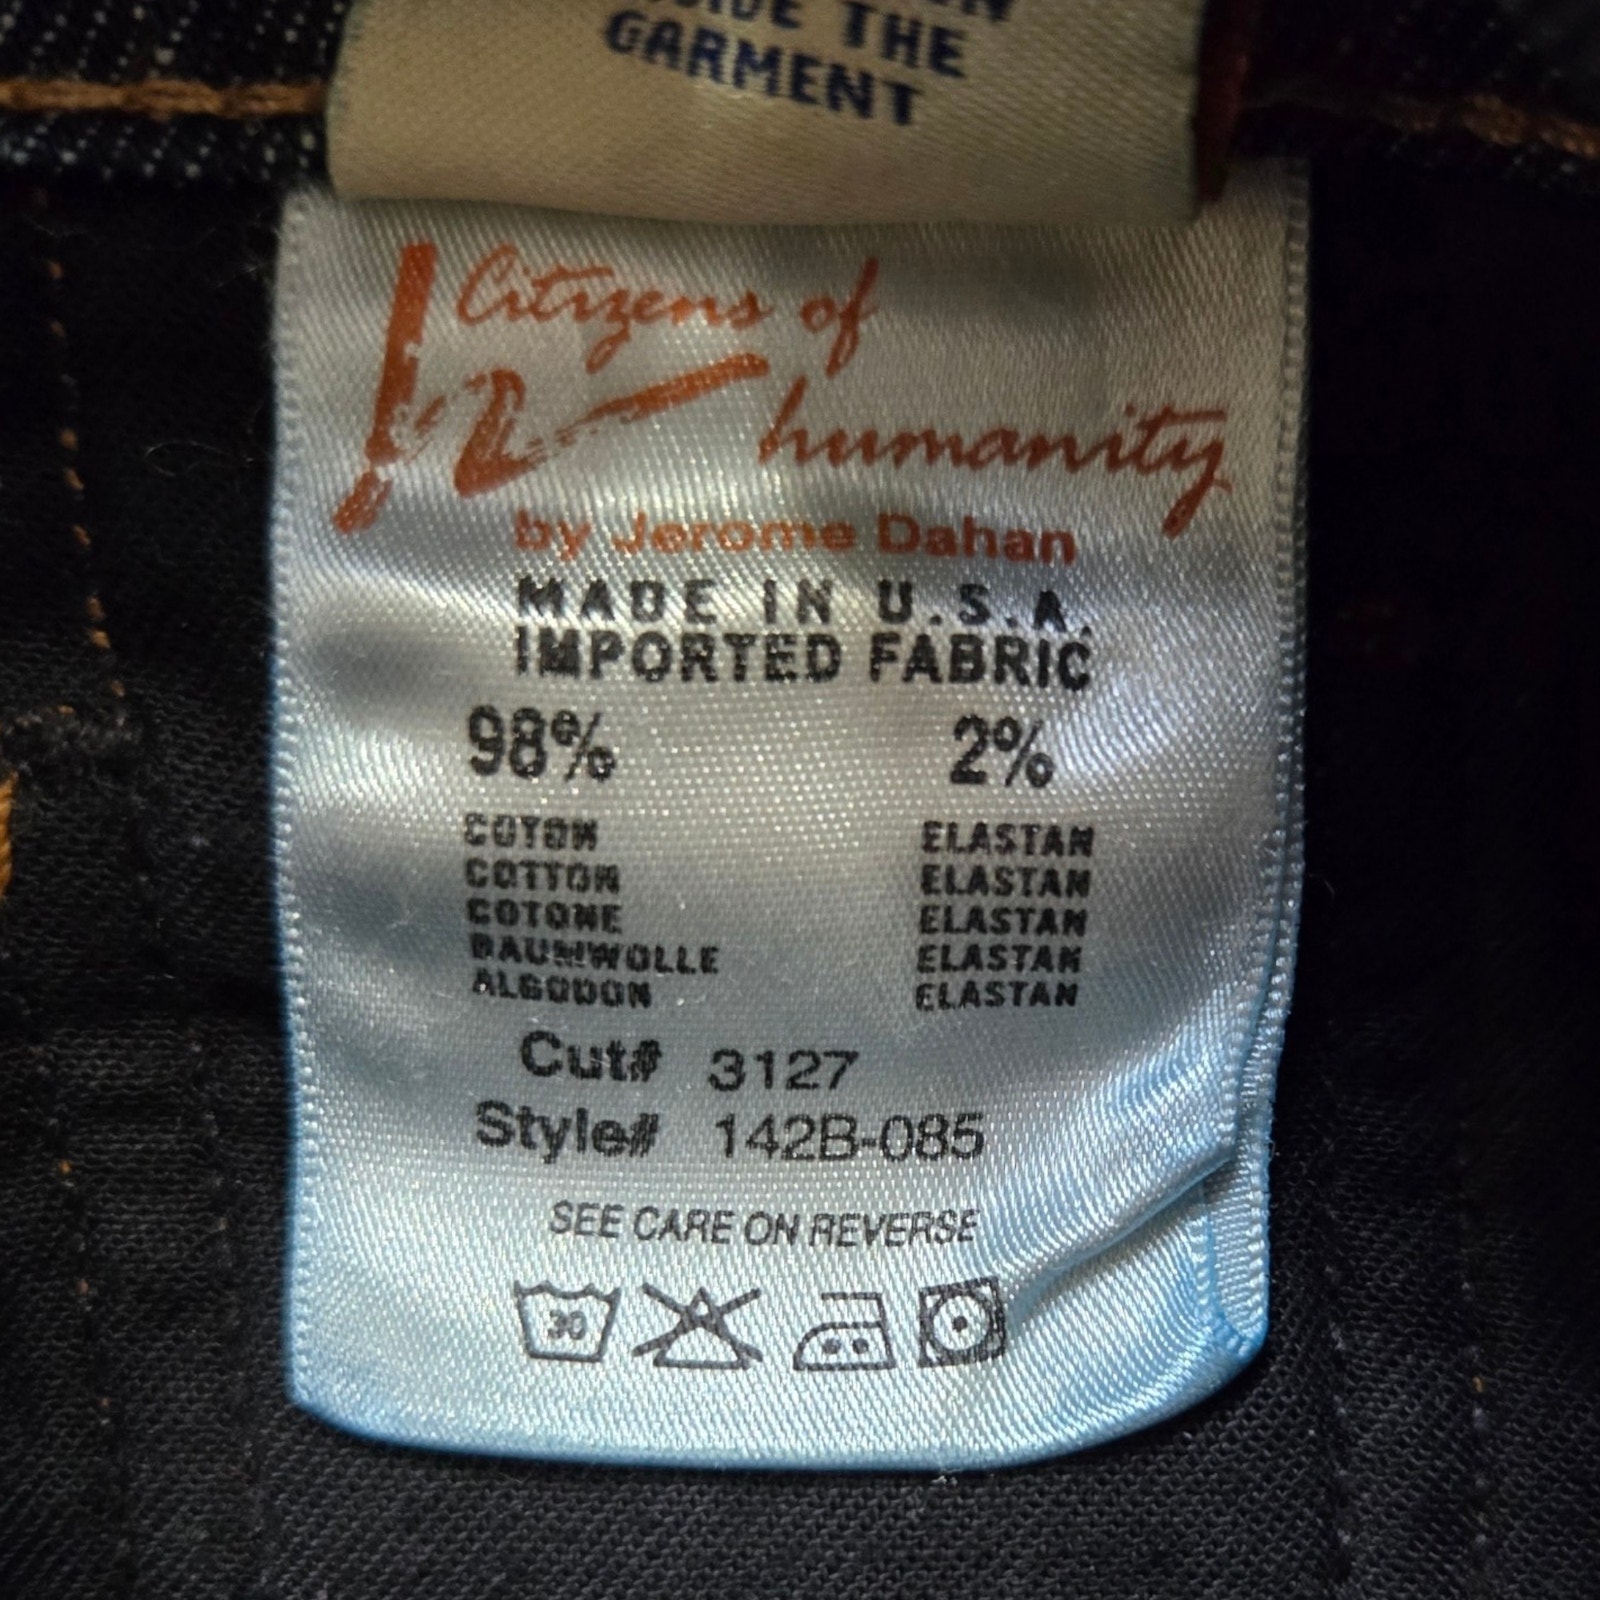 THE
GARMENT
Citizens of
humanity
by Jerome Dahan
MADE IN U.S.A.
IMPORTED FABRIC
98% 2%
COTON ELASTAN
COTTON ELASTAN
COTONE ELASTAN
BAUMWOLLE ELASTAN
ALGODON ELASTAN
Cut# 3127
Style# 142B-085
SEE CARE ON REVERSE
30